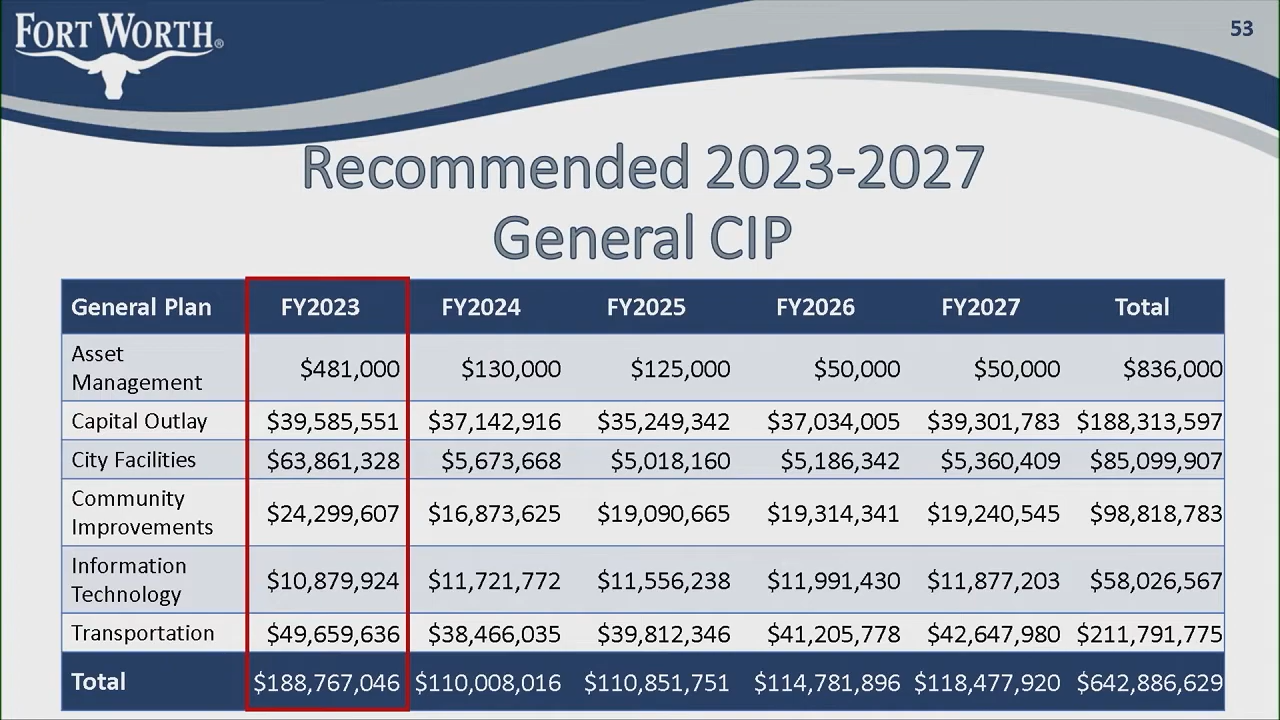 FORT WORTH®
53
Recommended 2023-2027
General CIP
General Plan FY2023 FY2024 FY2025 FY2026 FY2027 Total
Asset
Management $481,000 $130,000 $125,000 $50,000 $50,000 $836,000
Capital Outlay $39,585,551 $37,142,916 $35,249,342 $37,034,005 $39,301,783 $188,313,597
City Facilities $63,861,328 $5,673,668 $5,018,160 $5,186,342 $5,360,409 $85,099,907
Community
Improvements $24,299,607 $16,873,625 $19,090,665 $19,314,341 $19,240,545 $98,818,783
Information
Technology $10,879,924 $11,721,772 $11,556,238 $11,991,430 $11,877,203 $58,026,567
Transportation $49,659,636 $38,466,035 $39,812,346 $41,205,778 $42,647,980 $211,791,775
Total $188,767,046 $110,008,016 $110,851,751 $114,781,896 $118,477,920 $642,886,629